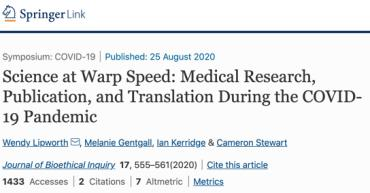 Springer Link
Symposium: COVID-19 | Published: 25 August 2020
Science at Warp Speed: Medical Research,
Publication, and Translation During the COVID-
19 Pandemic
Wendy Lipworth, Melanie Gentgall, Ian Kerridge & Cameron Stewart
Journal of Bioethical Inquiry 17, 555–561(2020) | Cite this article
1433 Accesses | 2 Citations | 7 Altmetric | Metrics